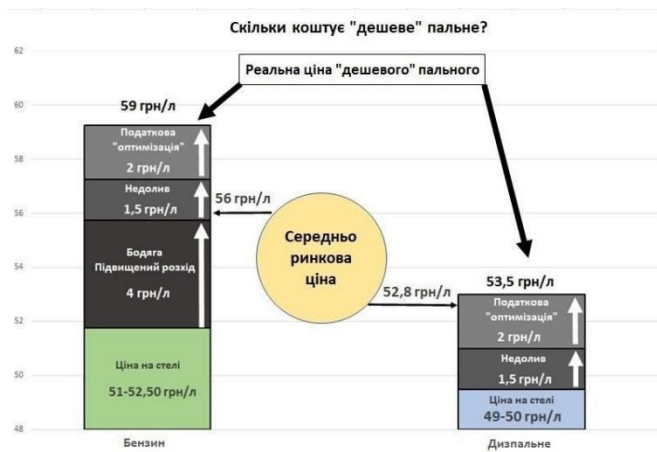 Скільки коштує "дешеве" пальне?
Реальна ціна "дешевого" пального
62
60
58
56
54
52
50
48
59 грн/л
Податкова
"оптимізація"
2 грн/л
Недолив
1,5 грн/л
Бодяга
Підвищений розхід
4 грн/л
Ціна на стелі
51-52,50 грн/л
Бензин
56 грн/л
Середньо
ринкова
ціна
52,8 грн/л
53,5 грн/л
Податкова
"оптимізація"
2 грн/л
Недолив
1,5 грн/л
Ціна на стелі
49-50 грн/л
Дизпальне